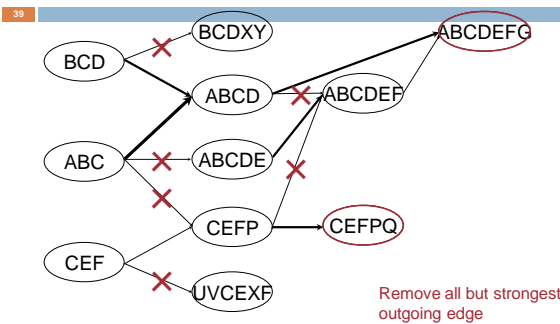 39
BCDXY
ABCDEFG
BCD
ABCD
ABCDEF
ABC
ABCDE
CEFP
CEFPQ
CEF
UVCEXF
Remove all but strongest
outgoing edge